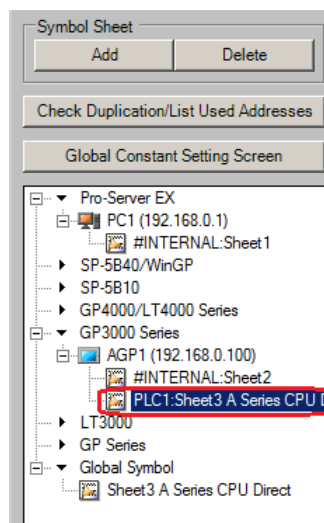 Symbol Sheet
Add Delete
Check Duplication/List Used Addresses
Global Constant Setting Screen
Pro-Server EX
PC1 (192.168.0.1)
#INTERNAL:Sheet1
SP-5B40/WinGP
SP-5B10
GP4000/LT4000 Series
GP3000 Series
AGP1 (192.168.0.100)
#INTERNAL:Sheet2
PLC1:Sheet3 A Series CPU D
LT3000
GP Series
Global Symbol
Sheet3 A Series CPU Direct